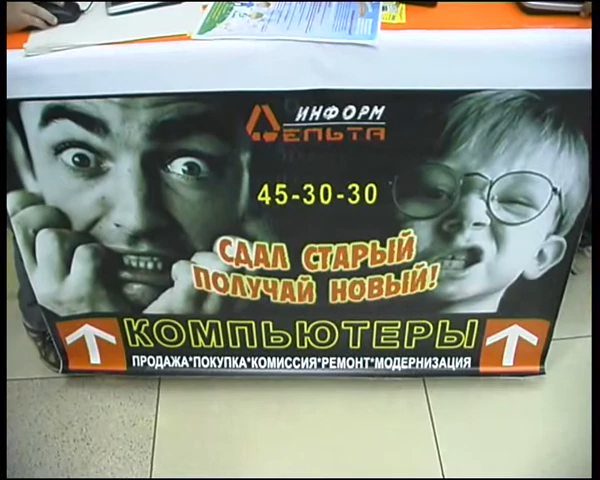 ИНФОРМ
ДЕЛЬТА
45-30-30
СДАЛ СТАРЫЙ
ПОЛУЧАЙ НОВЫЙ!
КОМПЬЮТЕРЫ
ПРОДАЖА*ПОКУПКА*КОМИССИЯ*РЕМОНТ*МОДЕРНИЗАЦИЯ